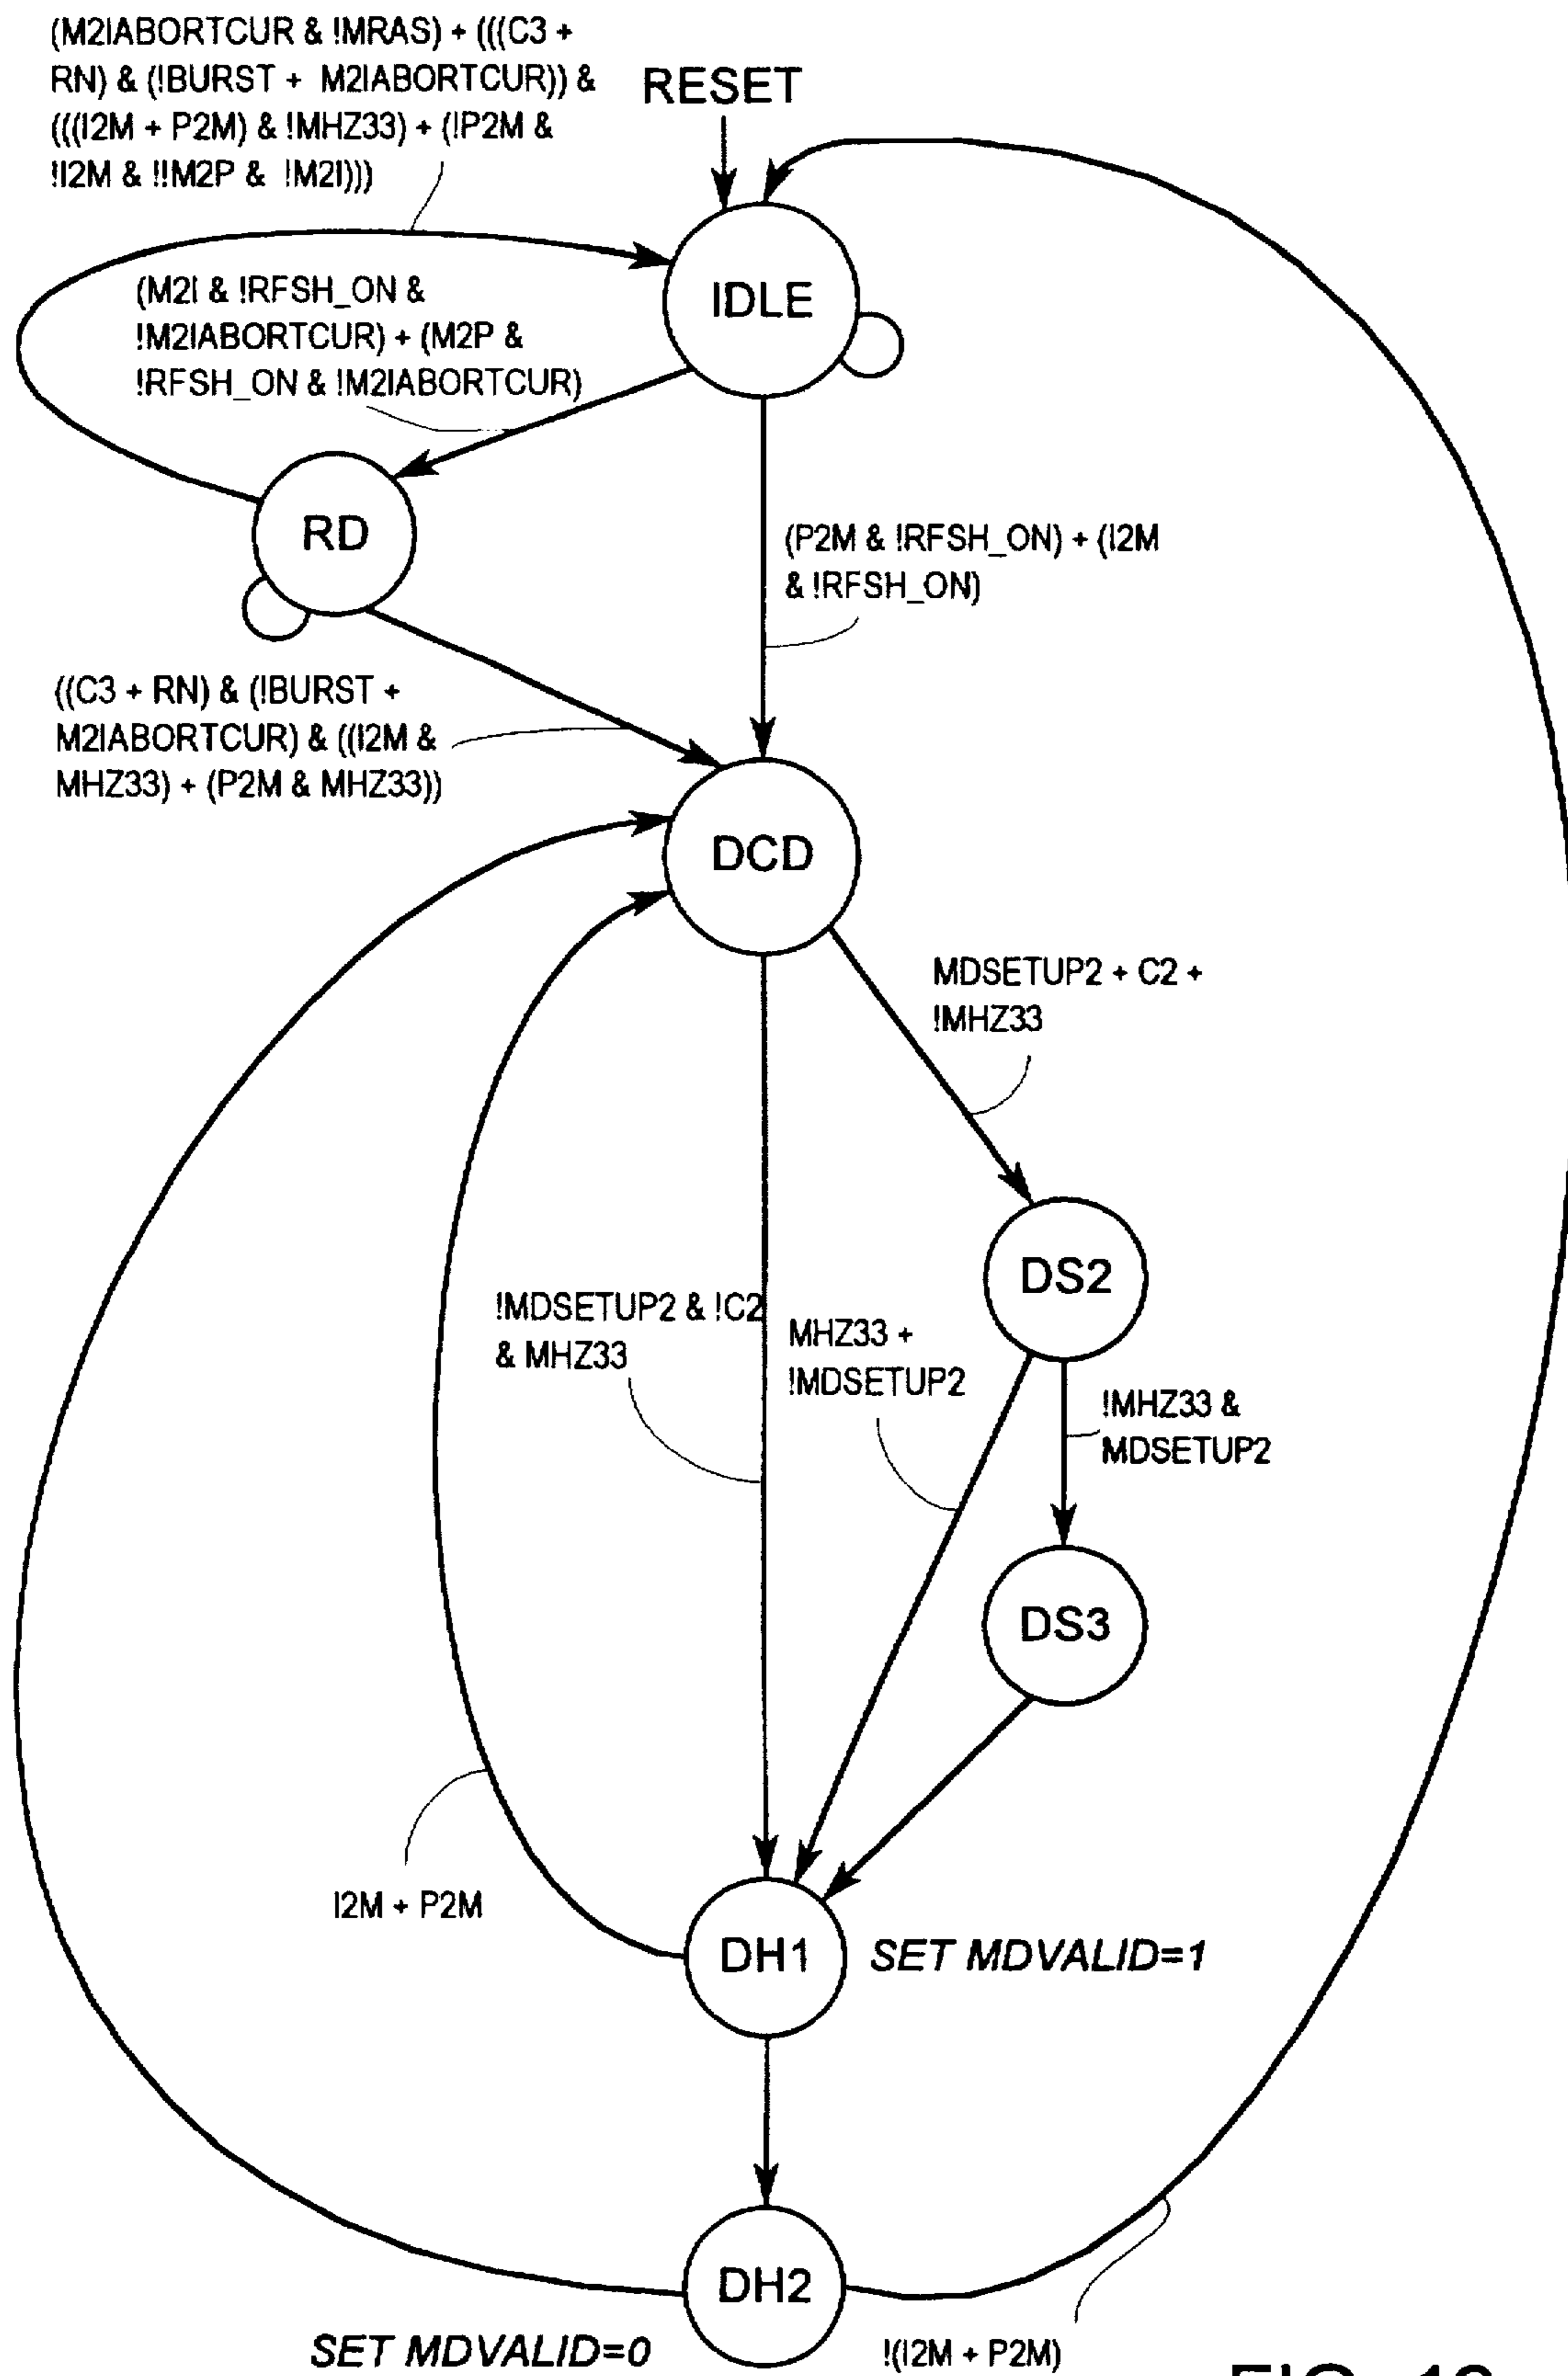 (M2IABORTCUR & !MRAS) + (((C3 +
RN) & (!BURST + M2IABORTCUR)) &
(((I2M + P2M) & !MHZ33) + (!P2M &
!I2M & !!M2P & !M2I)))
RESET
IDLE
(M2I & !RFSH_ON &
!M2IABORTCUR) + (M2P &
!RFSH_ON & !M2IABORTCUR)
RD
(P2M & !RFSH_ON) + (I2M
& !RFSH_ON)
((C3 + RN) & (!BURST +
M2IABORTCUR) & ((I2M &
MHZ33) + (P2M & MHZ33))
DCD
MDSETUP2 + C2 +
!MHZ33
DS2
!MDSETUP2 & !C2
& MHZ33
MHZ33 +
!MDSETUP2
!MHZ33 &
MDSETUP2
DS3
I2M + P2M
DH1
SET MDVALID=1
DH2
SET MDVALID=0
!(I2M + P2M)